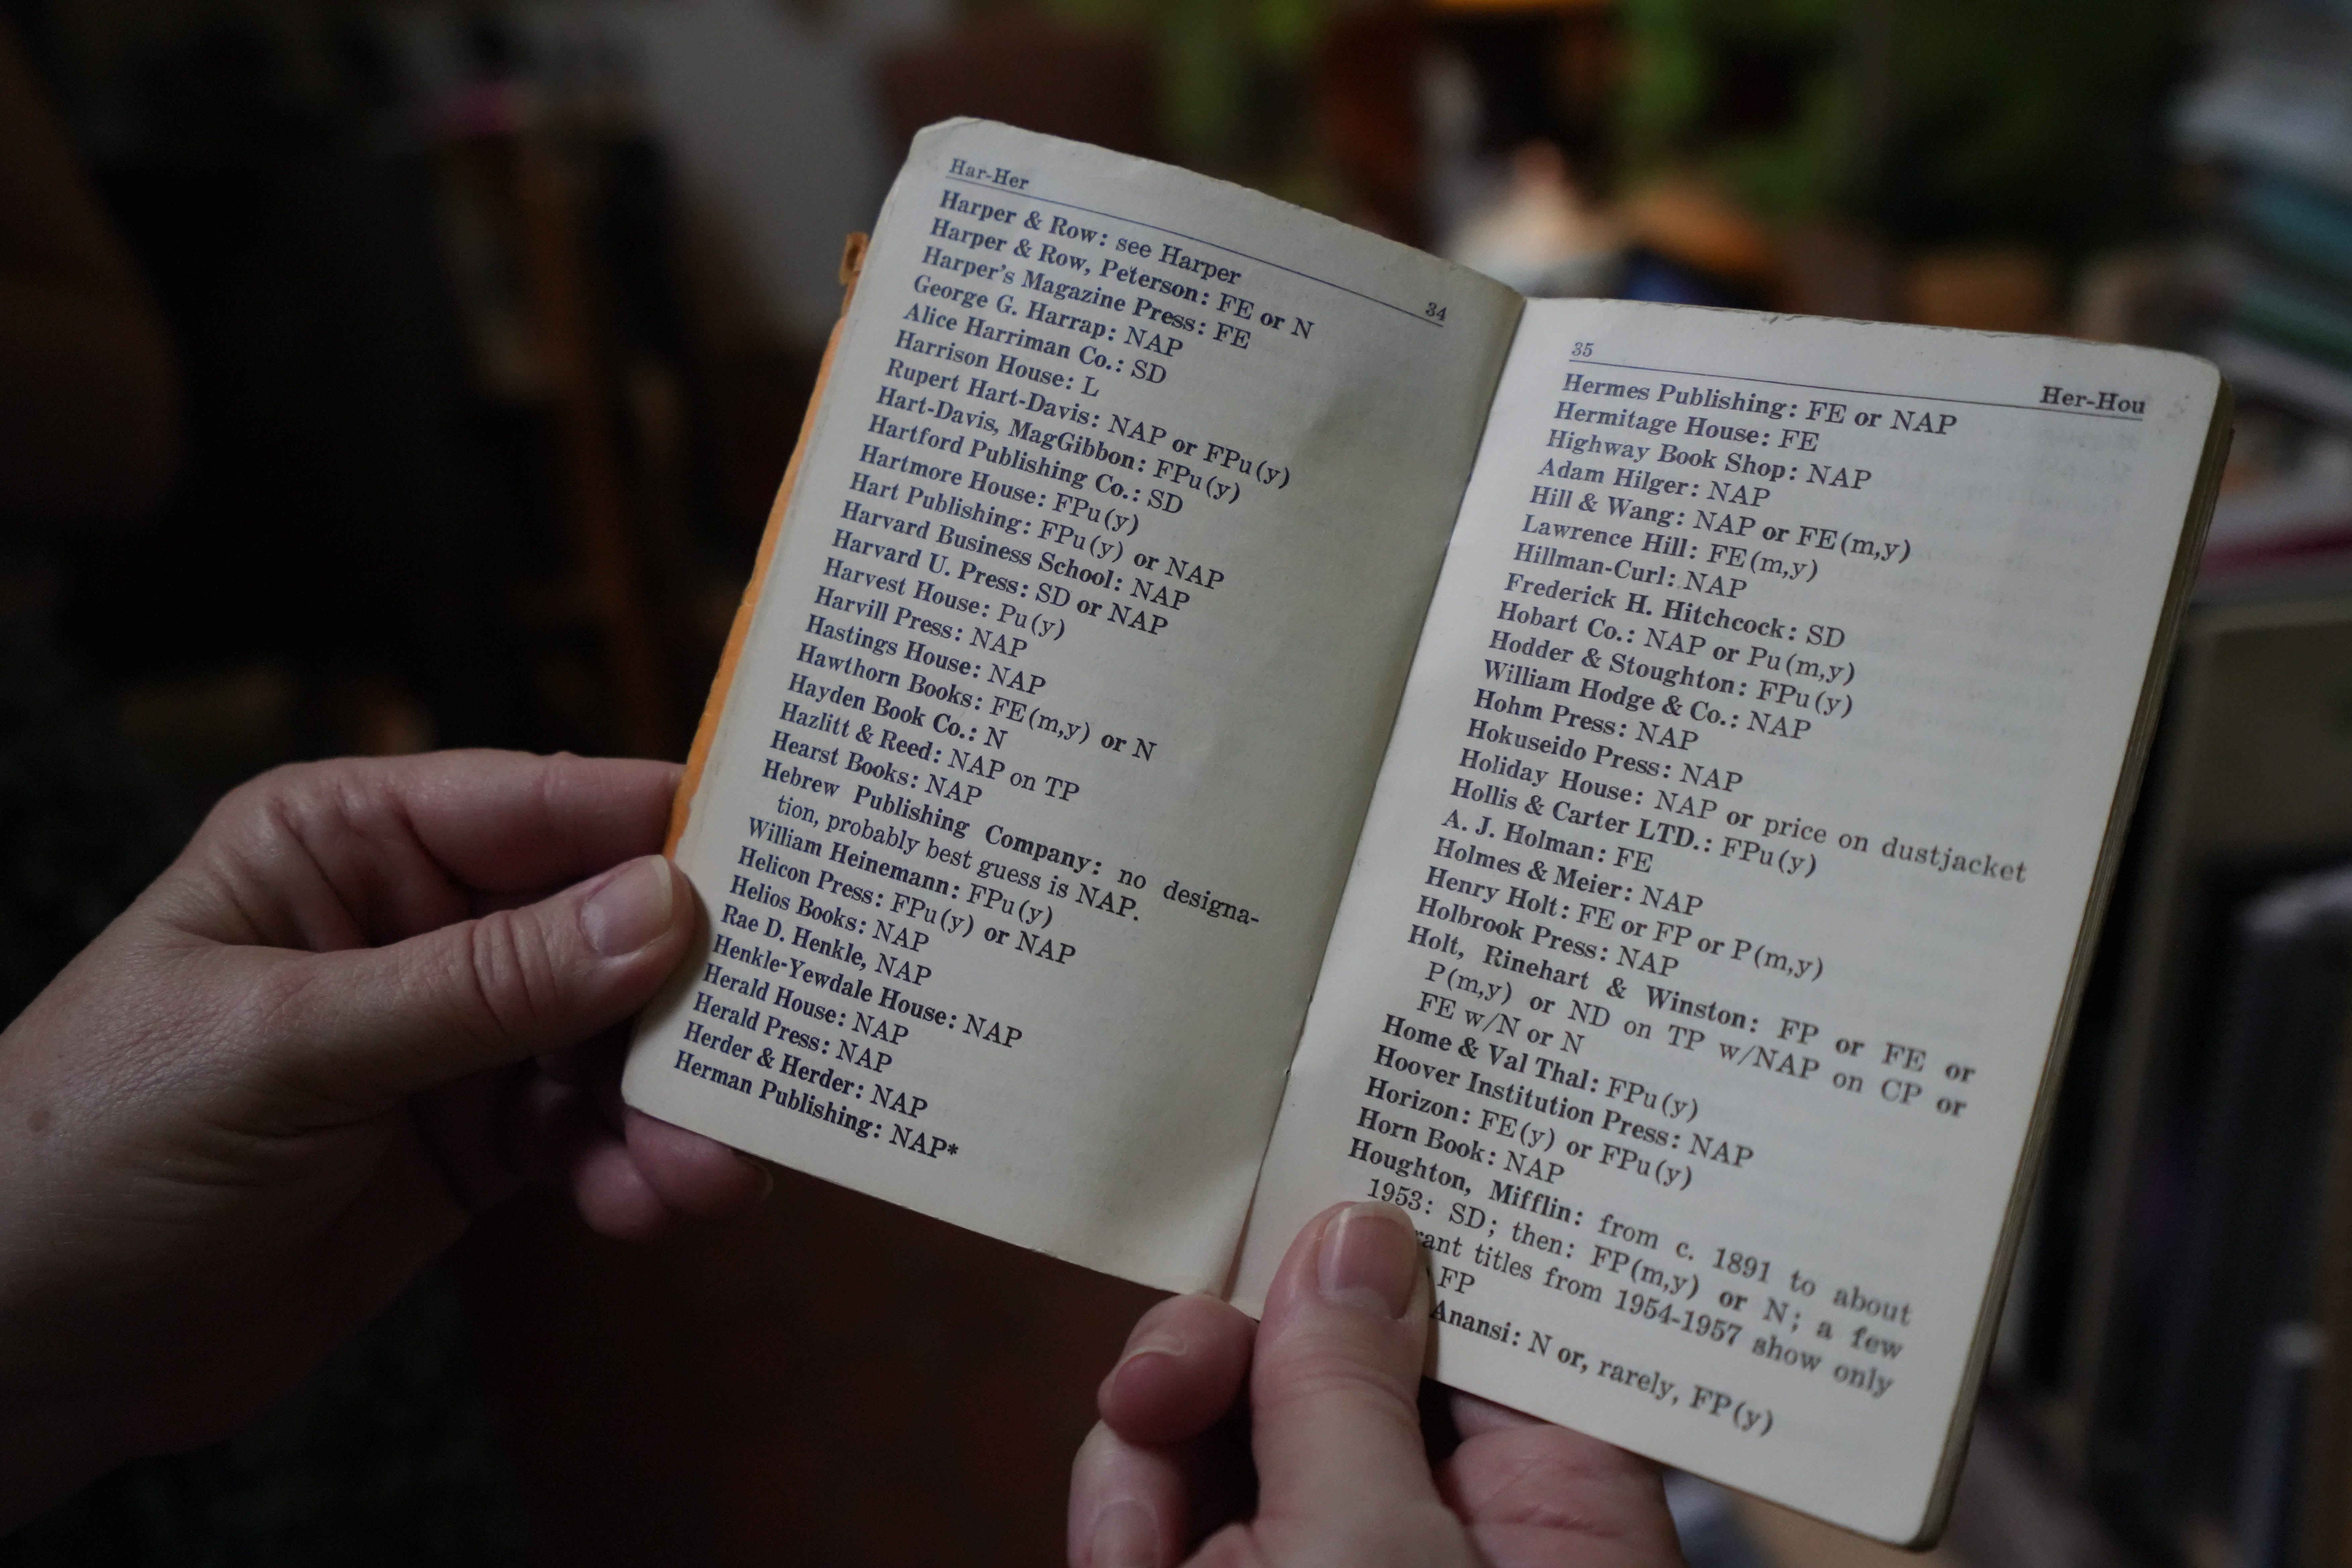 Har-Her 34
Harper & Row: see Harper
Harper & Row, Peterson: FE or N
Harper's Magazine Press: FE
George G. Harrap: NAP
Alice Harriman Co.: SD
Harrison House: L
Rupert Hart-Davis: NAP or FPu(y)
Hart-Davis, MagGibbon: FPu(y)
Hartford Publishing Co.: SD
Hartmore House: FPu(y)
Hart Publishing: FPu(y) or NAP
Harvard Business School: NAP
Harvard U. Press: SD or NAP
Harvest House: Pu(y)
Harvill Press: NAP
Hastings House: NAP
Hawthorn Books: FE(m,y) or N
Hayden Book Co.: N
Hazlitt & Reed: NAP on TP
Hearst Books: NAP
Hebrew Publishing Company: no designa-
tion, probably best guess is NAP.
William Heinemann: FPu(y)
Helicon Press: FPu(y) or NAP
Helios Books: NAP
Rae D. Henkle, NAP
Henkle-Yewdale House: NAP
Herald House: NAP
Herald Press: NAP
Herder & Herder: NAP
Herman Publishing: NAP*
35 Her-Hou
Hermes Publishing: FE or NAP
Hermitage House: FE
Highway Book Shop: NAP
Adam Hilger: NAP
Hill & Wang: NAP or FE(m,y)
Lawrence Hill: FE(m,y)
Hillman-Curl: NAP
Frederick H. Hitchcock: SD
Hobart Co.: NAP or Pu(m,y)
Hodder & Stoughton: FPu(y)
William Hodge & Co.: NAP
Hohm Press: NAP
Hokuseido Press: NAP
Holiday House: NAP or price on dustjacket
Hollis & Carter LTD.: FPu(y)
A. J. Holman: FE
Holmes & Meier: NAP
Henry Holt: FE or FP or P(m,y)
Holbrook Press: NAP
Holt, Rinehart & Winston: FP or FE or
P(m,y) or ND on TP w/NAP on CP or
FE w/N or N
Home & Val Thal: FPu(y)
Hoover Institution Press: NAP
Horizon: FE(y) or FPu(y)
Horn Book: NAP
Houghton, Mifflin: from c. 1891 to about
1953: SD; then: FP(m,y) or N; a few
rant titles from 1954-1957 show only
FP
Anansi: N or, rarely, FP(y)